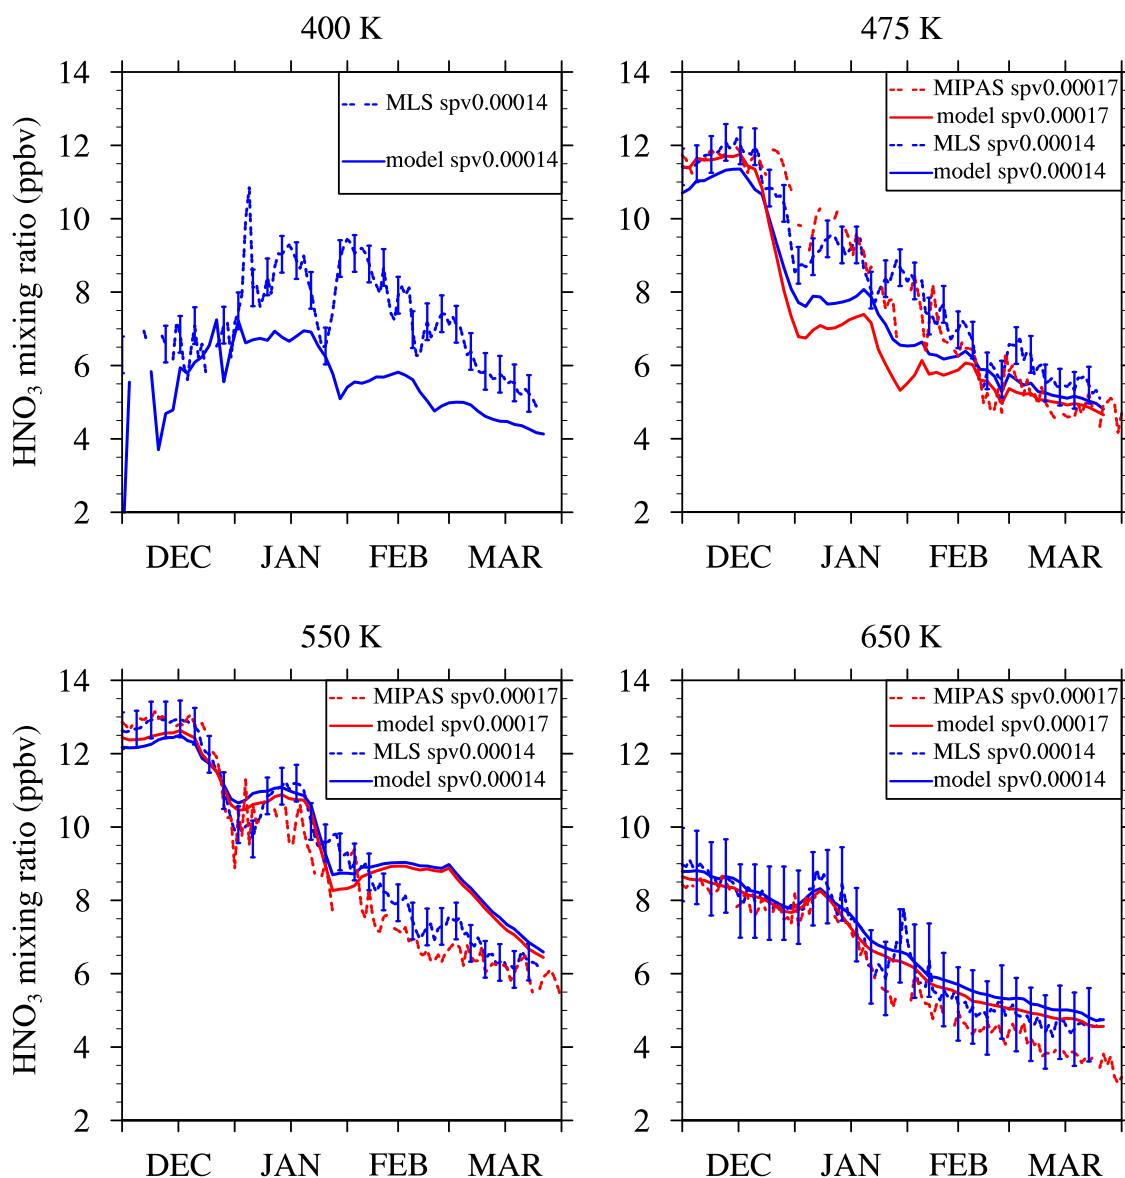 400 K
14
12
10
8
6
4
2
HNO3 mixing ratio (ppbv)
MLS spv0.00014
model spv0.00014
DEC JAN FEB MAR
475 K
14
12
10
8
6
4
2
MIPAS spv0.00017
model spv0.00017
MLS spv0.00014
model spv0.00014
DEC JAN FEB MAR
550 K
14
12
10
8
6
4
2
HNO3 mixing ratio (ppbv)
MIPAS spv0.00017
model spv0.00017
MLS spv0.00014
model spv0.00014
DEC JAN FEB MAR
650 K
14
12
10
8
6
4
2
MIPAS spv0.00017
model spv0.00017
MLS spv0.00014
model spv0.00014
DEC JAN FEB MAR